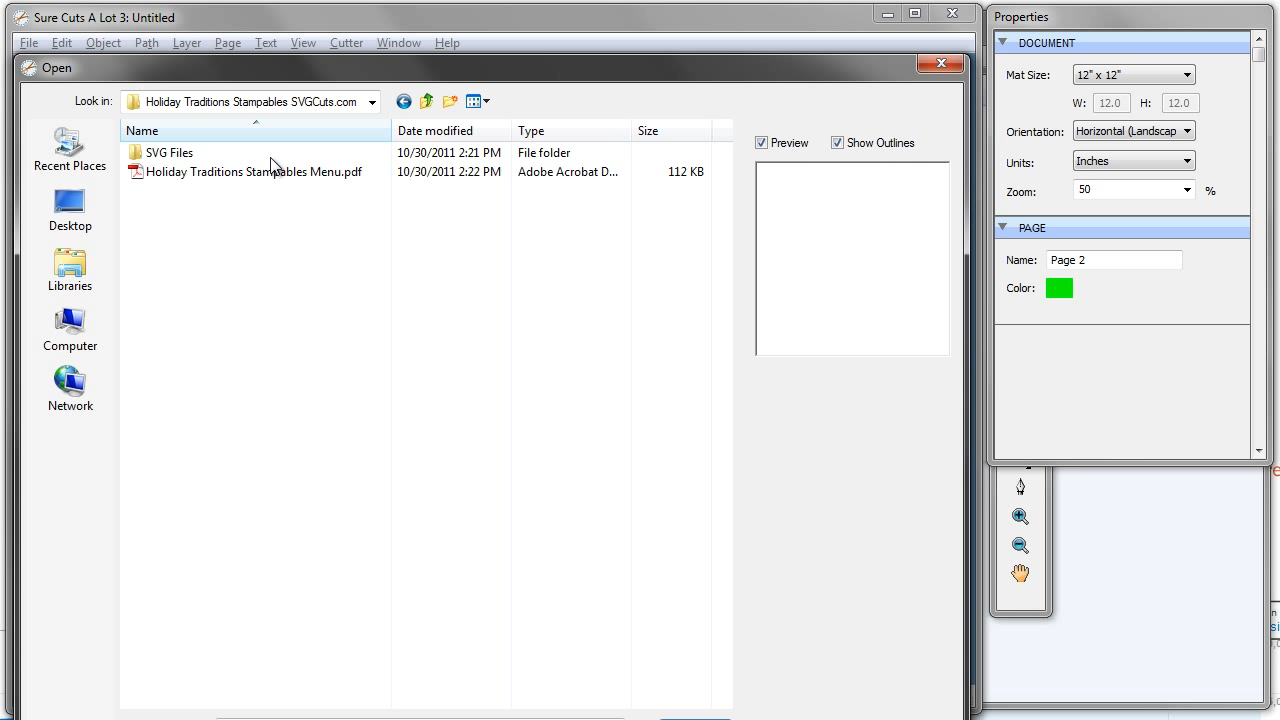 Sure Cuts A Lot 3: Untitled
File Edit Object Path Layer Page Text View Cutter Window Help
Open
Look in: Holiday Traditions Stampables SVGCuts.com
Name Date modified Type Size
SVG Files 10/30/2011 2:21 PM File folder
Holiday Traditions Stampables Menu.pdf 10/30/2011 2:22 PM Adobe Acrobat D... 112 KB
Recent Places
Desktop
Libraries
Computer
Network
Preview Show Outlines
Properties
DOCUMENT
Mat Size: 12" x 12"
W: 12.0 H: 12.0
Orientation: Horizontal (Landscap
Units: Inches
Zoom: 50 %
PAGE
Name: Page 2
Color: